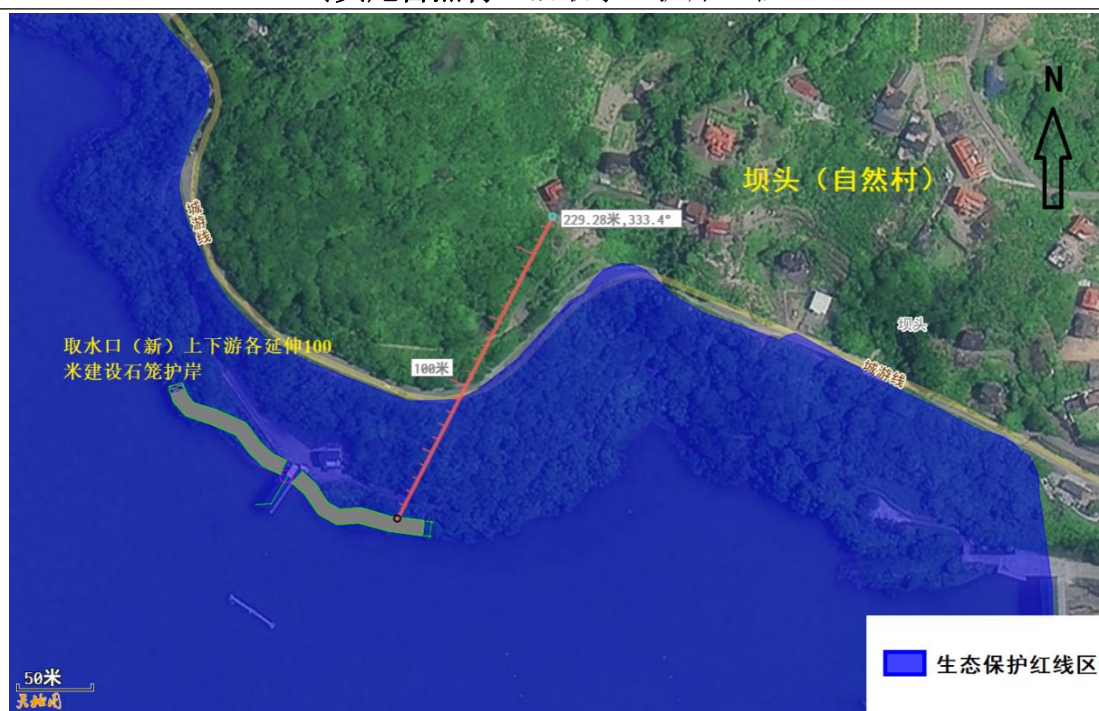 N
坝头（自然村）
城游线
229.28米,333.4°
坝头
取水口（新）上下游各延伸100
米建设石笼护岸
100米
城游线
50米
天地图
生态保护红线区